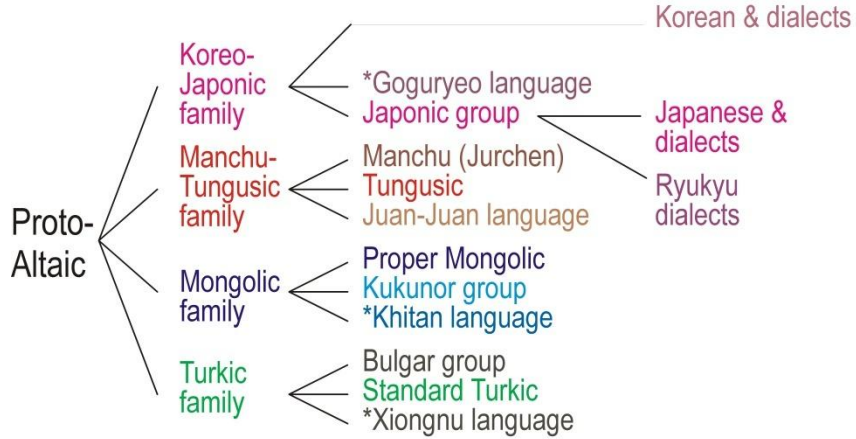 Proto-
Altaic
Koreo-
Japonic
family
Korean & dialects
*Goguryeo language
Japonic group
Japanese &
dialects
Ryukyu
dialects
Manchu-
Tungusic
family
Manchu (Jurchen)
Tungusic
Juan-Juan language
Mongolic
family
Proper Mongolic
Kukunor group
*Khitan language
Turkic
family
Bulgar group
Standard Turkic
*Xiongnu language